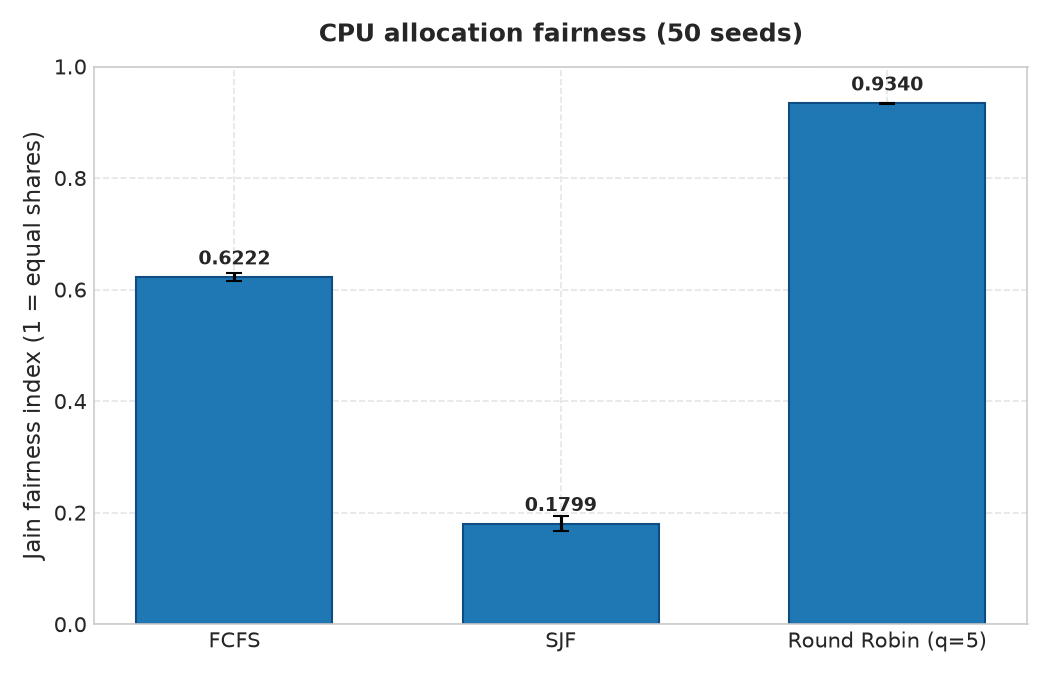 CPU allocation fairness (50 seeds)
Jain fairness index (1 = equal shares)
1.0
0.8
0.6
0.4
0.2
0.0
0.6222
0.1799
0.9340
FCFS
SJF
Round Robin (q=5)